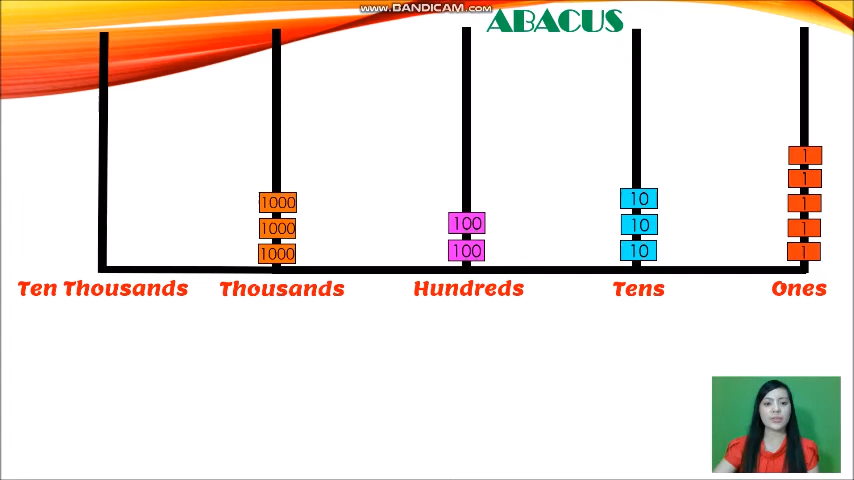 www.BANDICAM.com
ABACUS
1
1
1000 10 1
1000 100 10 1
1000 100 10 1
Ten Thousands Thousands Hundreds Tens Ones